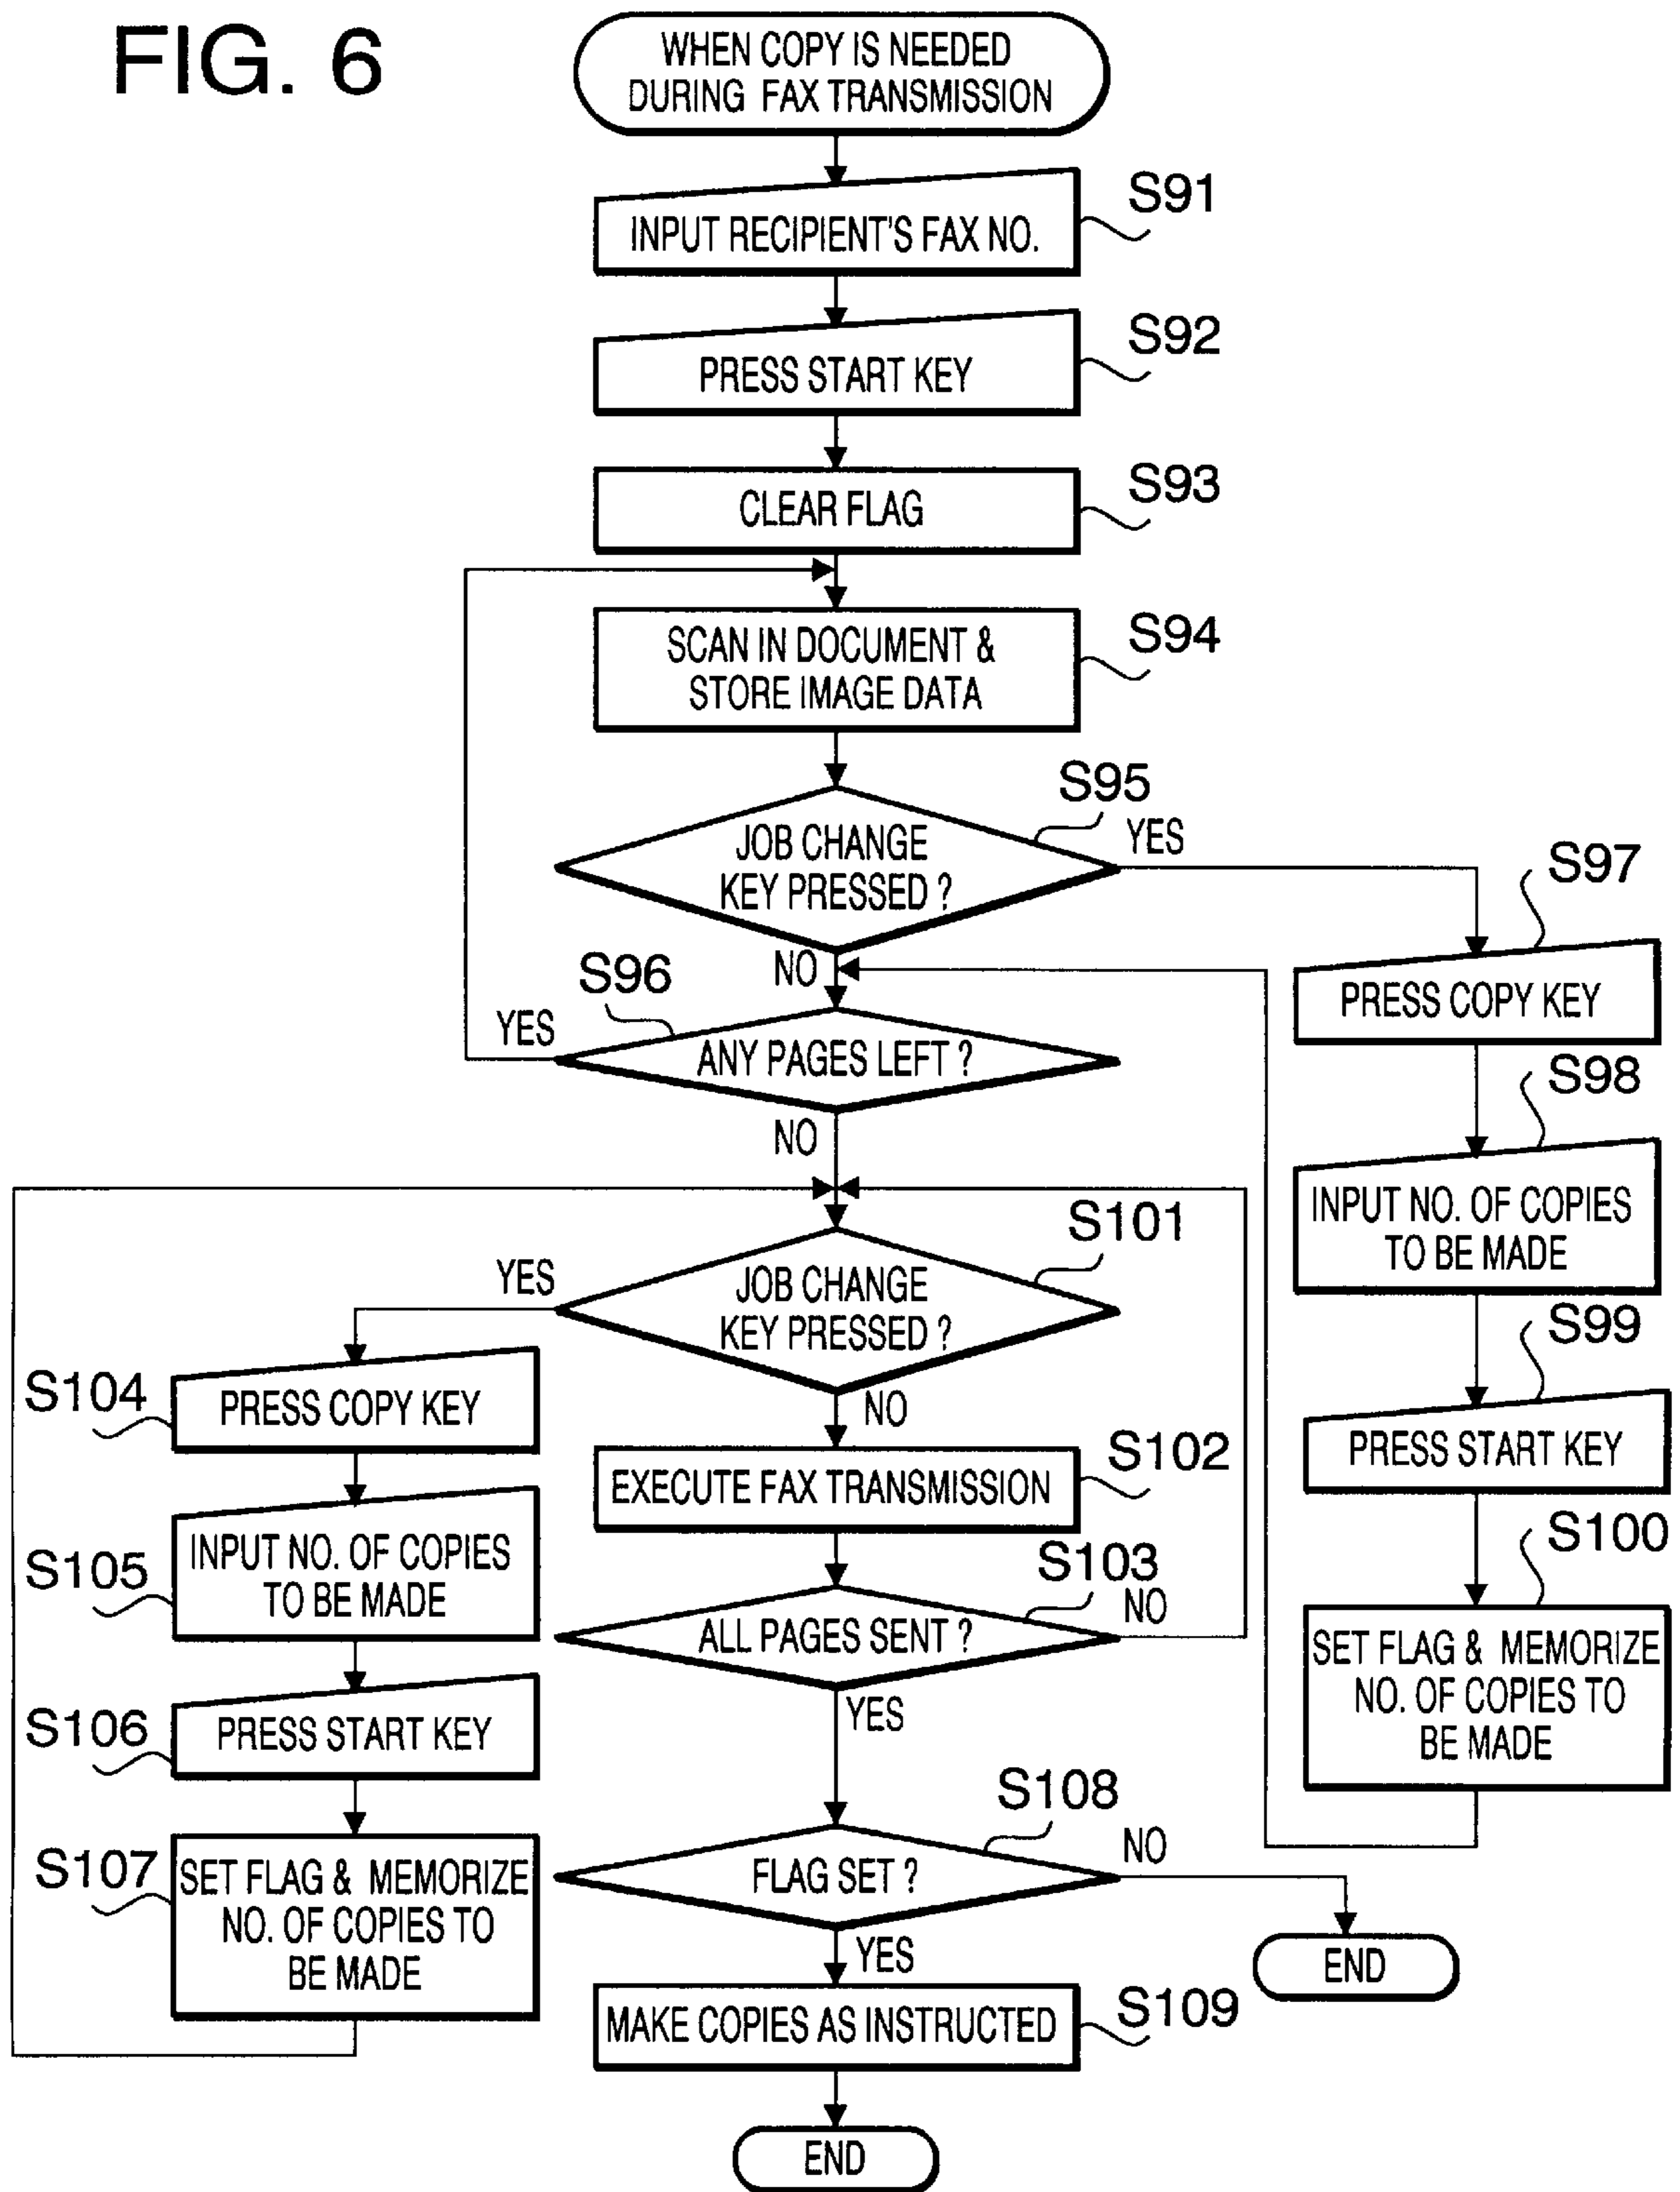 FIG. 6
WHEN COPY IS NEEDED
DURING FAX TRANSMISSION
S91
INPUT RECIPIENT'S FAX NO.
S92
PRESS START KEY
S93
CLEAR FLAG
S94
SCAN IN DOCUMENT &
STORE IMAGE DATA
S95
JOB CHANGE
KEY PRESSED ?
YES
NO
S96
YES
ANY PAGES LEFT ?
NO
S97
PRESS COPY KEY
S98
INPUT NO. OF COPIES
TO BE MADE
S99
PRESS START KEY
S100
SET FLAG & MEMORIZE
NO. OF COPIES TO
BE MADE
S101
YES
JOB CHANGE
KEY PRESSED ?
NO
S102
EXECUTE FAX TRANSMISSION
S103
NO
ALL PAGES SENT ?
YES
S104
PRESS COPY KEY
S105
INPUT NO. OF COPIES
TO BE MADE
S106
PRESS START KEY
S107
SET FLAG & MEMORIZE
NO. OF COPIES TO
BE MADE
S108
NO
FLAG SET ?
YES
END
S109
MAKE COPIES AS INSTRUCTED
END